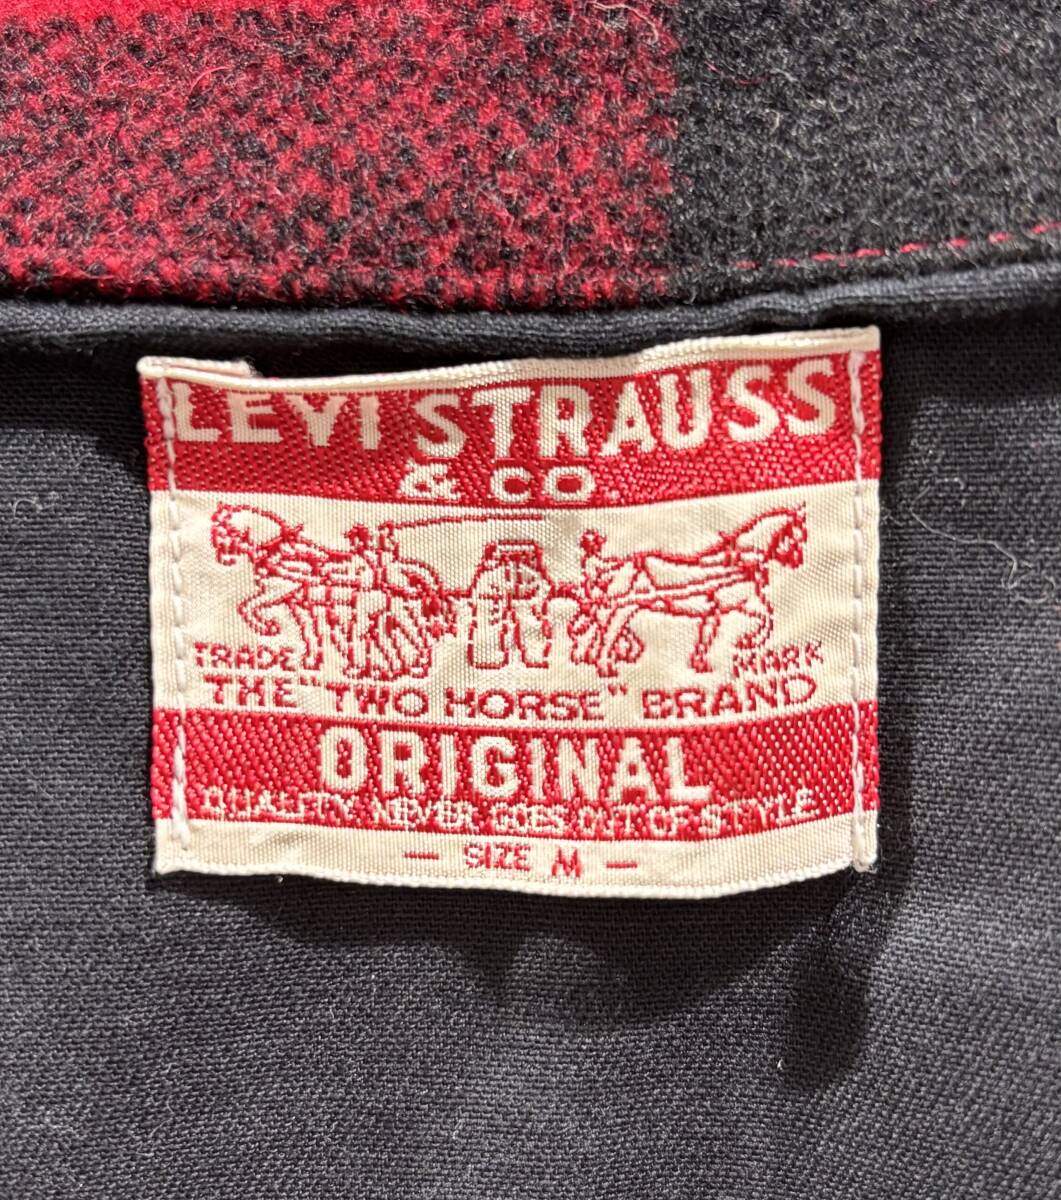 LEVI STRAUSS
& CO.
TRADE MARK
THE "TWO HORSE" BRAND
ORIGINAL
QUALITY NEVER GOES OUT OF STYLE
— SIZE M —